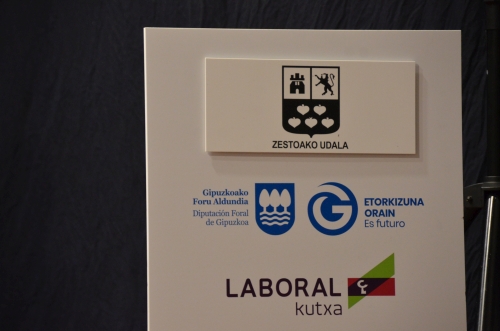 ZESTOAKO UDALA
Gipuzkoako
Foru Aldundia
Diputación Foral
de Gipuzkoa
G
ETORKIZUNA
ORAIN
Es futuro
LABORAL
kutxa